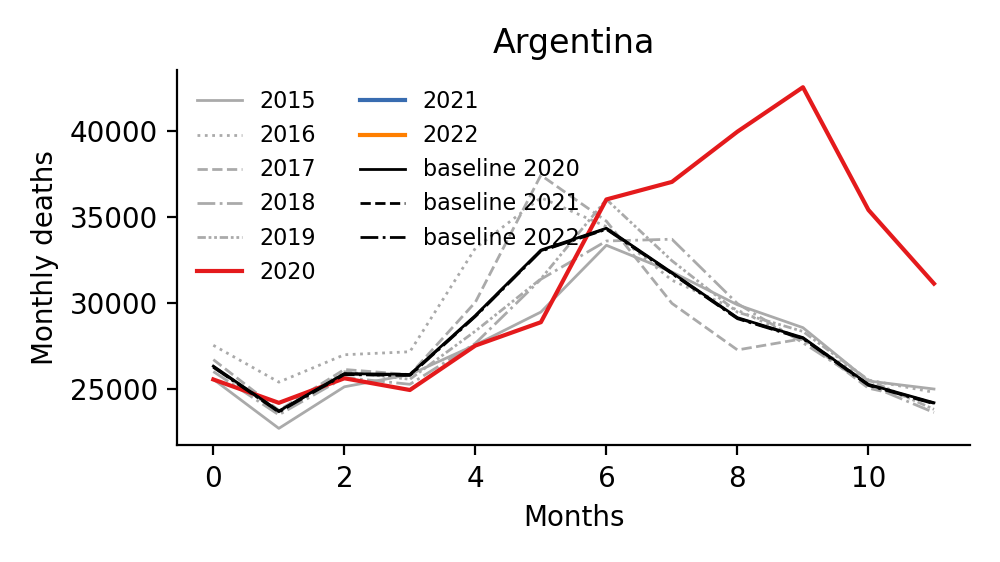 Argentina
Monthly deaths
40000
35000
30000
25000
2015
2016
2017
2018
2019
2020
2021
2022
baseline 2020
baseline 2021
baseline 2022
0 2 4 6 8 10
Months